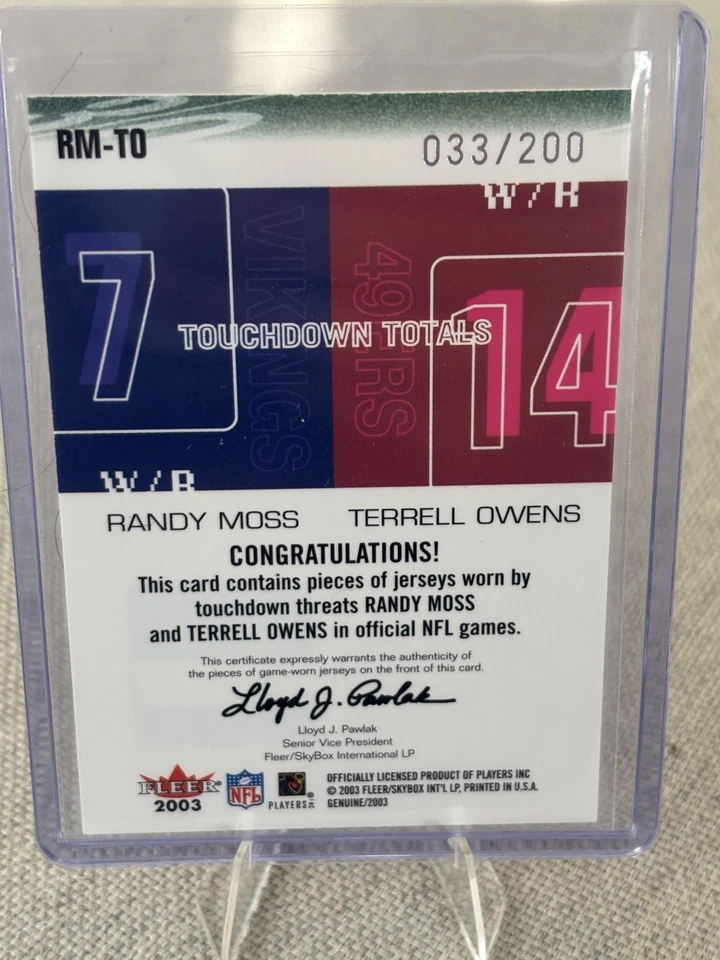 RM-TO
033/200
W/R
7
VIKINGS
49ERS
14
TOUCHDOWN TOTALS
W/R
RANDY MOSS TERRELL OWENS
CONGRATULATIONS!
This card contains pieces of jerseys worn by
touchdown threats RANDY MOSS
and TERRELL OWENS in official NFL games.
This certificate expressly warrants the authenticity of
the pieces of game-worn jerseys on the front of this card.
Lloyd J. Pawlak
Lloyd J. Pawlak
Senior Vice President
Fleer/SkyBox International LP
FLEER
2003
NFL
PLAYERS INC
OFFICIALLY LICENSED PRODUCT OF PLAYERS INC
© 2003 FLEER/SKYBOX INT'L LP, PRINTED IN U.S.A.
GENUINE/2003